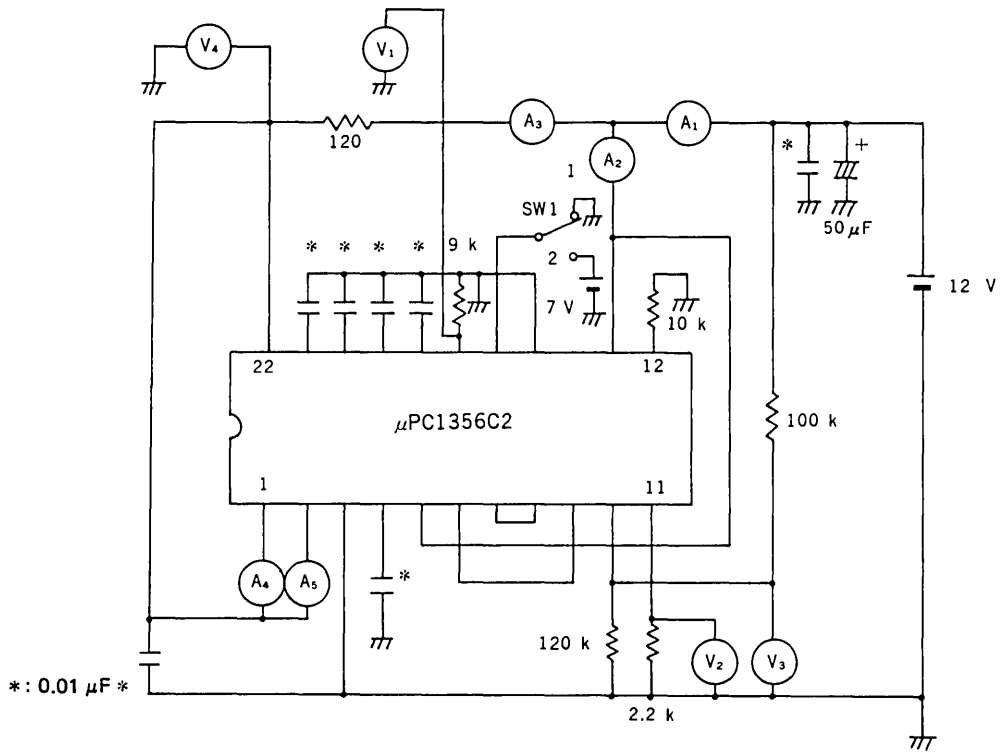 V4
V1
A3
A1
120
A2
1
*
+
SW1
50 μF
* * * *
9 k
2
7 V
10 k
12 V
22
12
μPC1356C2
100 k
1
11
A4
A5
*
120 k
V2
V3
*: 0.01 μF *
2.2 k